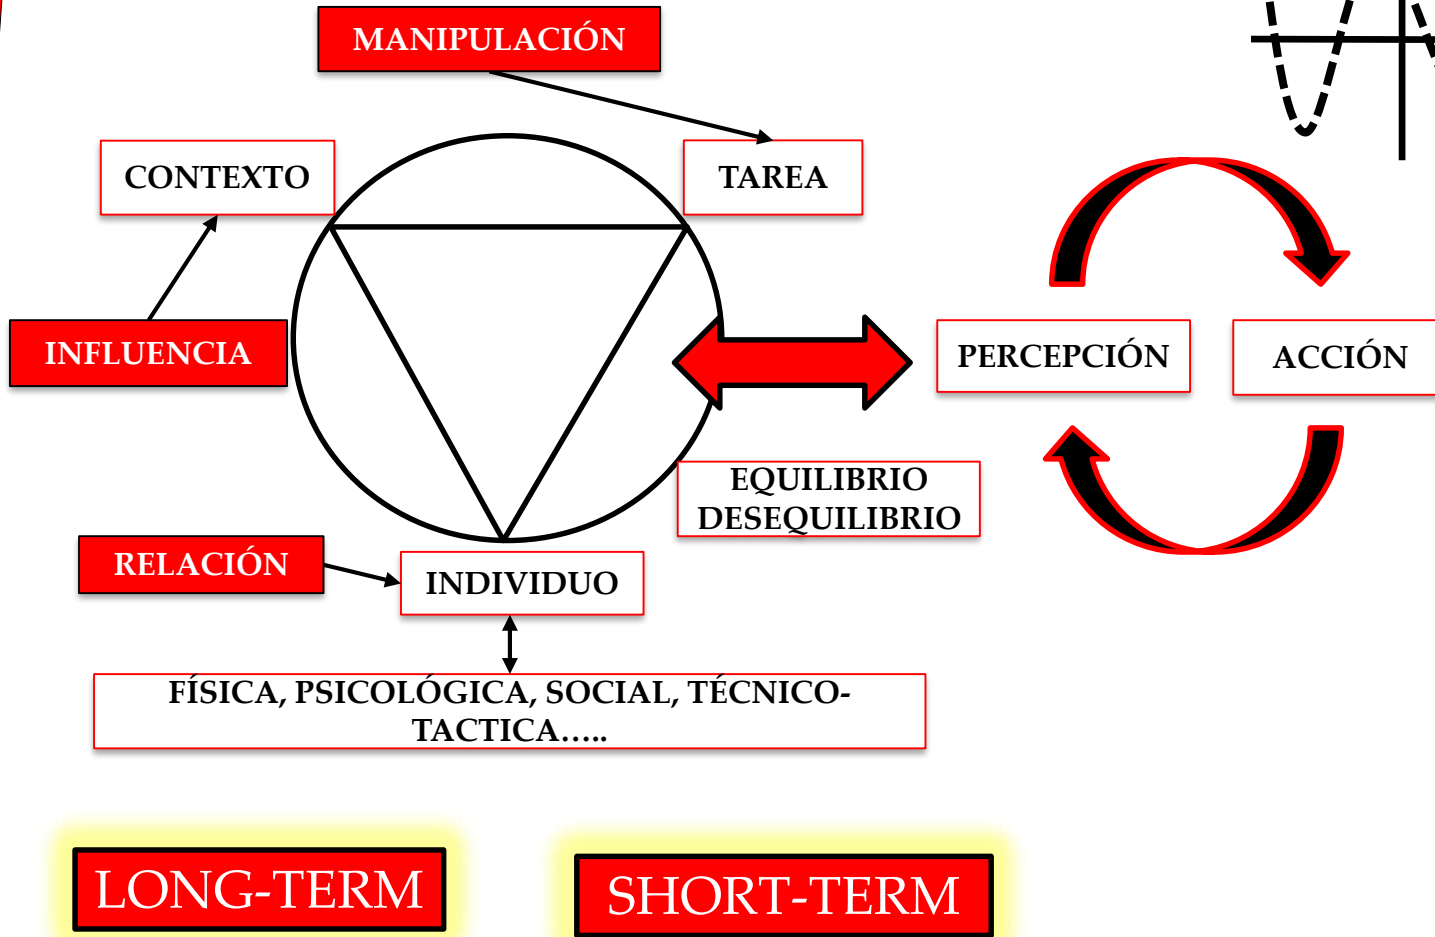 MANIPULACIÓN
CONTEXTO
TAREA
INFLUENCIA
PERCEPCIÓN
ACCIÓN
EQUILIBRIO
DESEQUILIBRIO
RELACIÓN
INDIVIDUO
FÍSICA, PSICOLÓGICA, SOCIAL, TÉCNICO-
TACTICA…..
LONG-TERM
SHORT-TERM